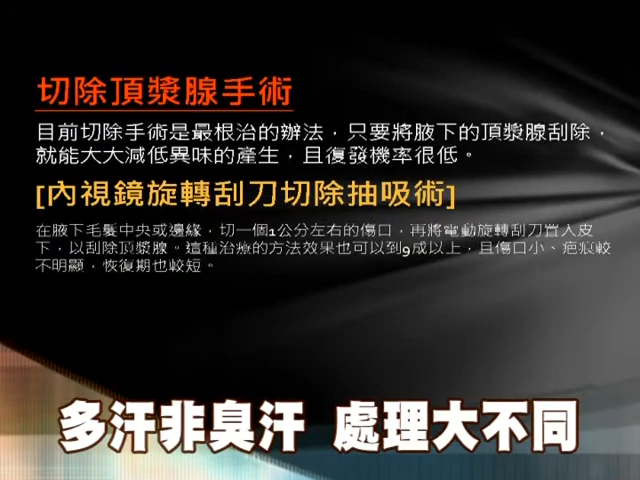 切除頂漿腺手術
目前切除手術是最根治的辦法，只要將腋下的頂漿腺刮除，
就能大大減低異味的產生，且復發機率很低。
[內視鏡旋轉刮刀切除抽吸術]
在腋下毛髮中央或邊緣，切一個1公分左右的傷口，再將電動旋轉刮刀置入皮
下，以刮除頂漿腺。這種治療的方法效果也可以到9成以上，且傷口小、疤痕較
不明顯，恢復期也較短。
多汗非臭汗 處理大不同